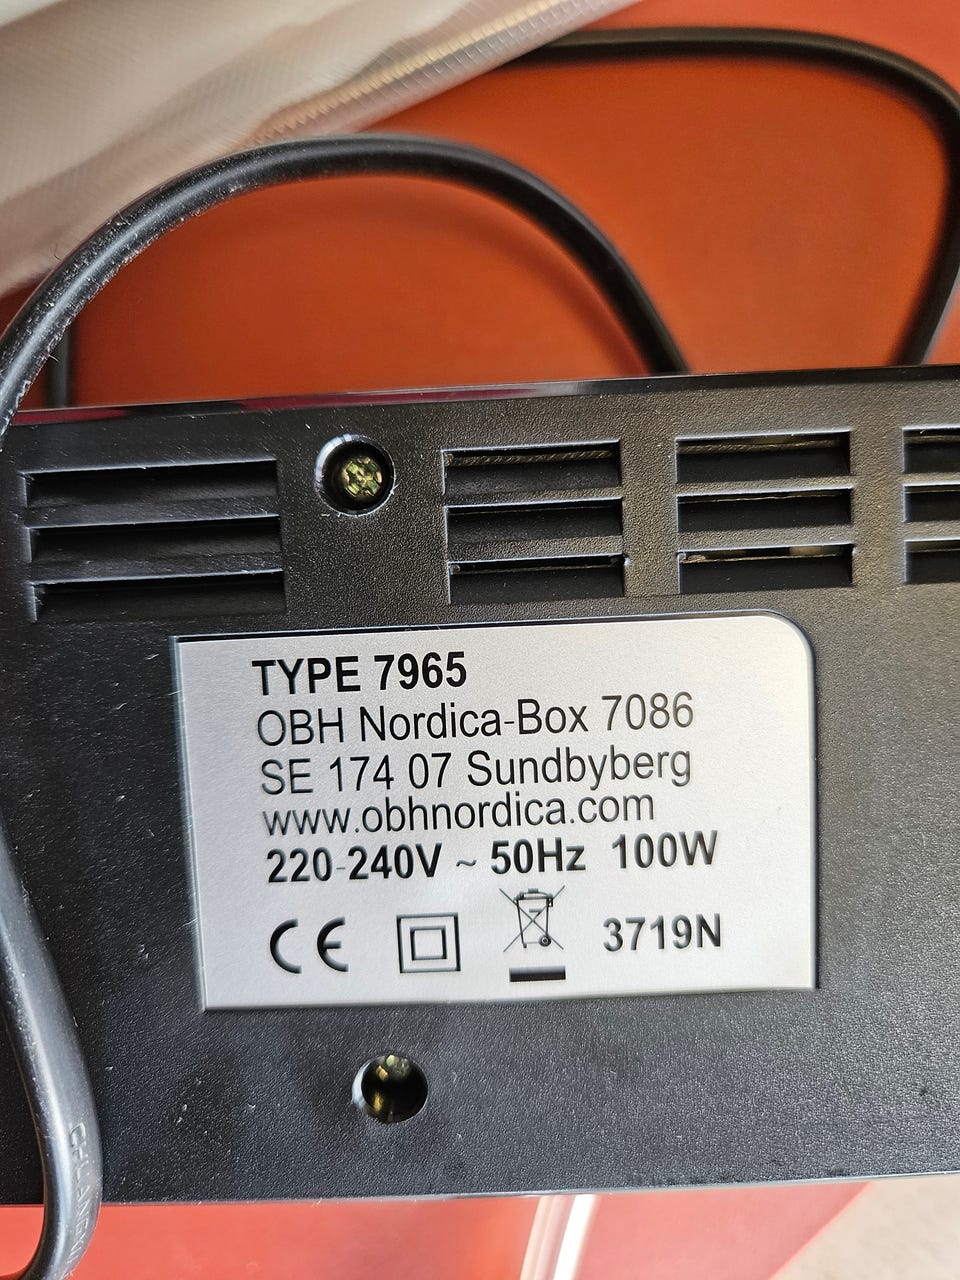 TYPE 7965
OBH Nordica-Box 7086
SE 174 07 Sundbyberg
www.obhnordica.com
220-240V ~ 50Hz 100W
CE 3719N